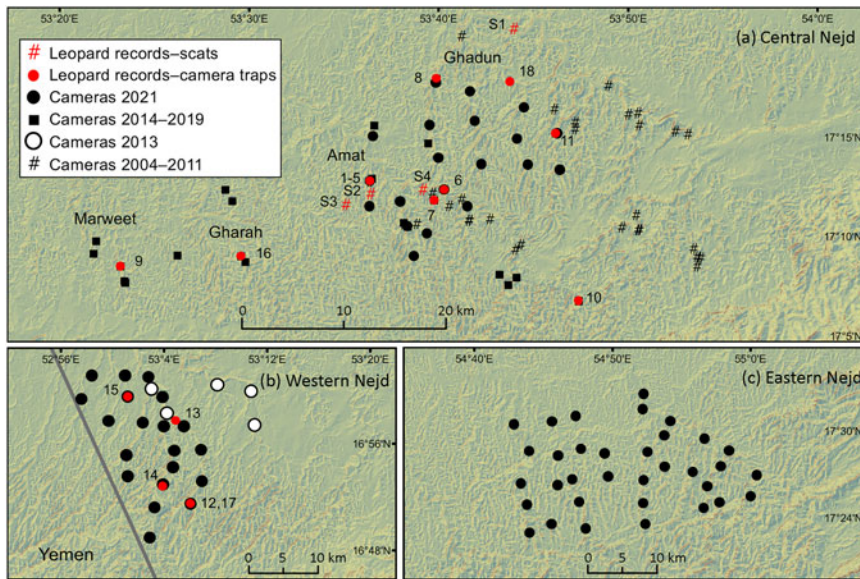 53°20'E 53°30'E 53°40'E 53°50'E 54°0'E
(a) Central Nejd
# Leopard records–scats
Leopard records–camera traps
Cameras 2021
Cameras 2014–2019
Cameras 2013
# Cameras 2004–2011
S1 #
Ghadun
8
18
11
17°15'N
Amat
1-5
S2
S3
S4
6
7
Marweet
9
Gharah
16
17°10'N
10
0 10 20 km
17°5'N
52°56'E 53°4'E 53°12'E 53°20'E
(b) Western Nejd
15
13
16°56'N
14
12,17
Yemen
0 5 10 km
16°48'N
54°40'E 54°50'E 55°0'E
(c) Eastern Nejd
17°30'N
17°24'N
0 5 10 km